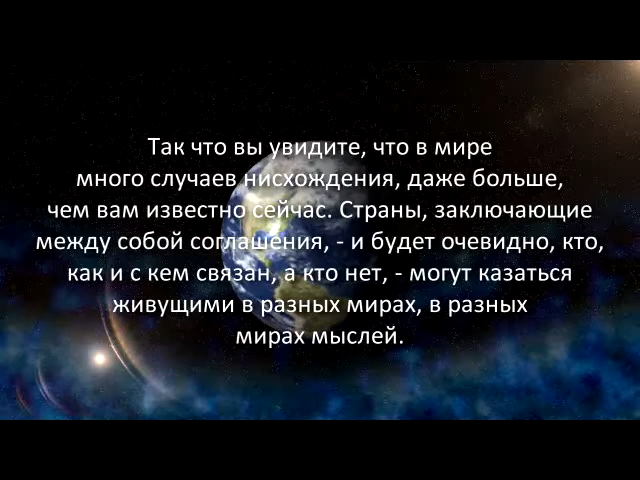 Так что вы увидите, что в мире
много случаев нисхождения, даже больше,
чем вам известно сейчас. Страны, заключающие
между собой соглашения, - и будет очевидно, кто,
как и с кем связан, а кто нет, - могут казаться
живущими в разных мирах, в разных
мирах мыслей.